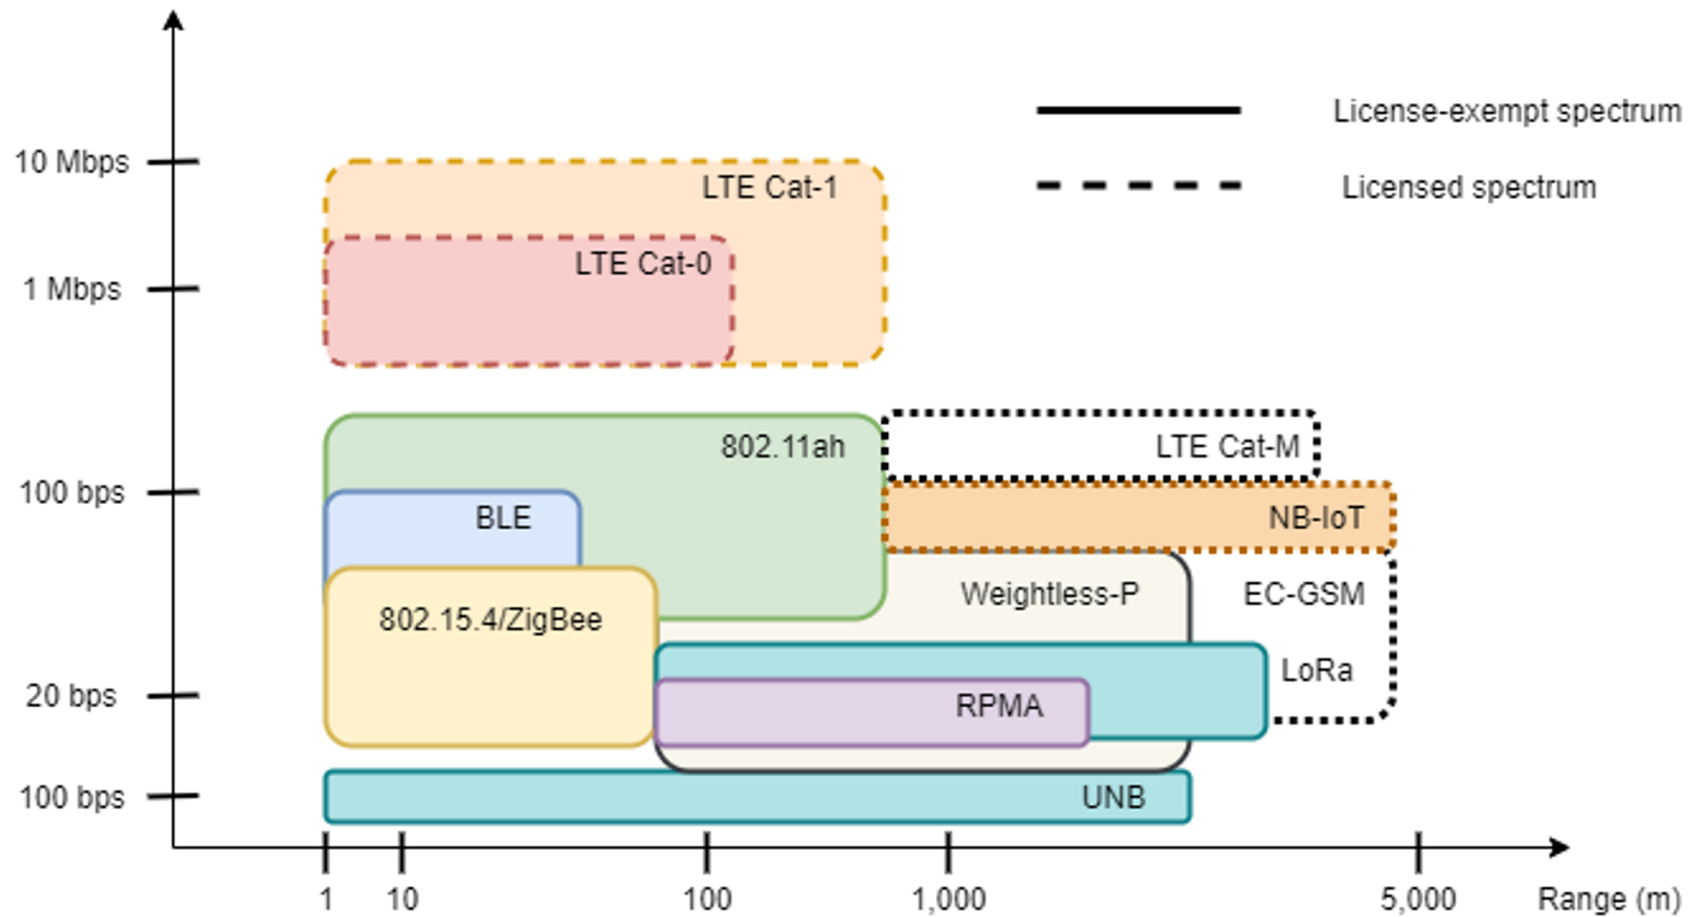 License-exempt spectrum
10 Mbps
LTE Cat-1
Licensed spectrum
LTE Cat-0
1 Mbps
802.11ah
LTE Cat-M
100 bps
BLE
NB-IoT
802.15.4/ZigBee
Weightless-P
EC-GSM
LoRa
20 bps
RPMA
100 bps
UNB
1
10
100
1,000
5,000
Range (m)